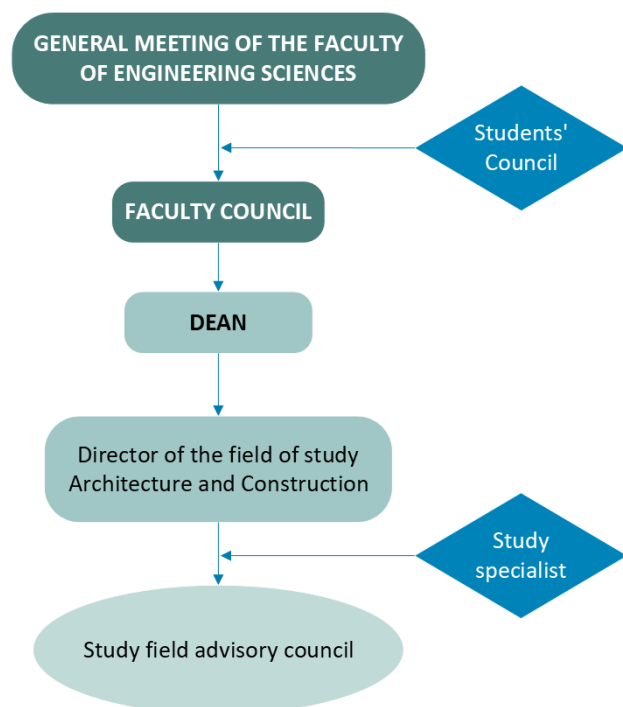 GENERAL MEETING OF THE FACULTY
OF ENGINEERING SCIENCES
Students'
Council
FACULTY COUNCIL
DEAN
Director of the field of study
Architecture and Construction
Study
specialist
Study field advisory council